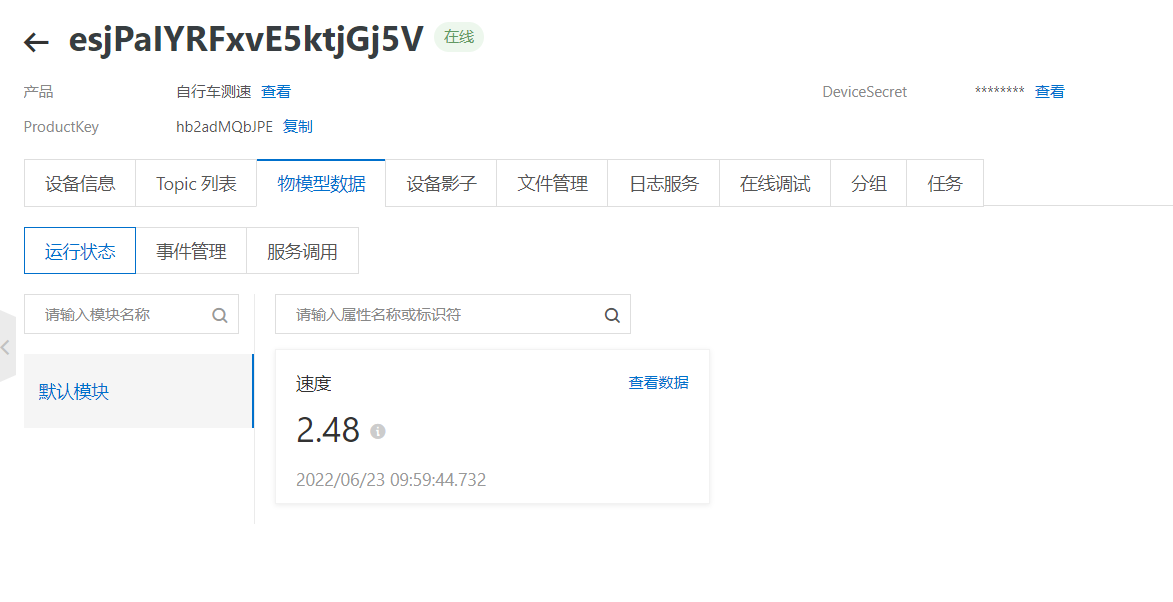 esjPaIYRFxvE5ktjGj5V 在线
产品 自行车测速 查看 DeviceSecret ******** 查看
ProductKey hb2adMQbJPE 复制
设备信息 Topic 列表 物模型数据 设备影子 文件管理 日志服务 在线调试 分组 任务
运行状态 事件管理 服务调用
请输入模块名称 请输入属性名称或标识符
默认模块
速度 查看数据
2.48
2022/06/23 09:59:44.732